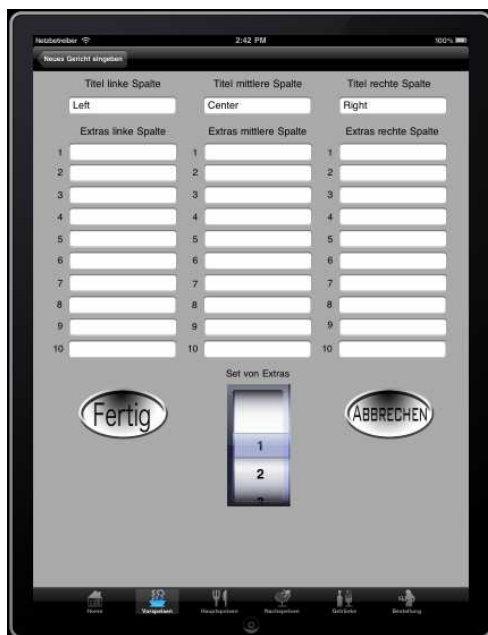 Netzbetreiber 2:42 PM 100%
Neues Gericht eingeben
Titel linke Spalte Titel mittlere Spalte Titel rechte Spalte
Left Center Right
Extras linke Spalte Extras mittlere Spalte Extras rechte Spalte
1 1 1
2 2 2
3 3 3
4 4 4
5 5 5
6 6 6
7 7 7
8 8 8
9 9 9
10 10 10
Set von Extras
Fertig ABBRECHEN
1
2
3
Home Vorspeisen Hauptspeisen Nachspeisen Getränke Bestellung